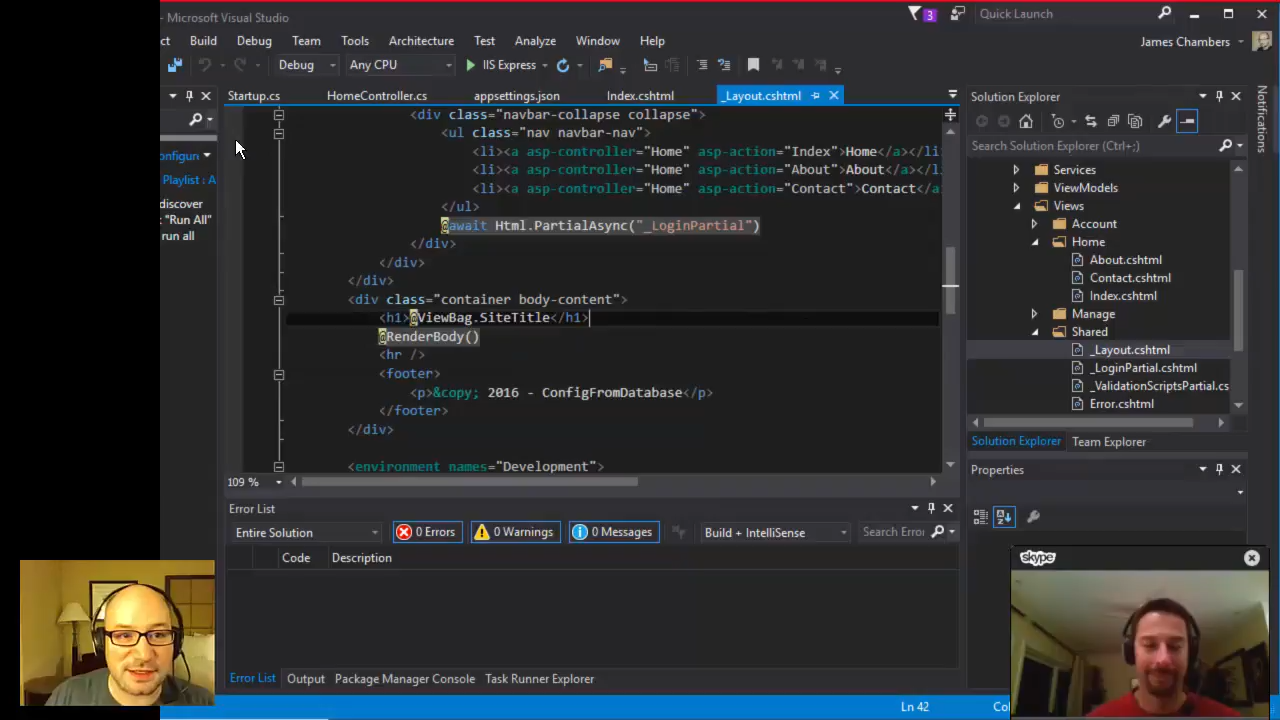 - Microsoft Visual Studio
3
Quick Launch
ct Build Debug Team Tools Architecture Test Analyze Window Help
James Chambers
Debug Any CPU IIS Express
Startup.cs HomeController.cs appsettings.json Index.cshtml _Layout.cshtml
Solution Explorer
Notifications
Search Solution Explorer (Ctrl+;)
onfigun
Playlist : A
discover
t "Run All"
run all
<div class="navbar-collapse collapse">
<ul class="nav navbar-nav">
<li><a asp-controller="Home" asp-action="Index">Home</a></li
<li><a asp-controller="Home" asp-action="About">About</a></l
<li><a asp-controller="Home" asp-action="Contact">Contact</a
</ul>
@await Html.PartialAsync("_LoginPartial")
</div>
</div>
</div>
<div class="container body-content">
<h1>@ViewBag.SiteTitle</h1>
@RenderBody()
<hr />
<footer>
<p>&copy; 2016 - ConfigFromDatabase</p>
</footer>
</div>
<environment names="Development">
109 %
Services
ViewModels
Views
Account
Home
About.cshtml
Contact.cshtml
Index.cshtml
Manage
Shared
_Layout.cshtml
_LoginPartial.cshtml
_ValidationScriptsPartial.cs
Error.cshtml
Solution Explorer Team Explorer
Properties
Error List
Entire Solution 0 Errors 0 Warnings 0 Messages Build + IntelliSense Search Error
Code Description
Error List Output Package Manager Console Task Runner Explorer
Ln 42
Co
skype